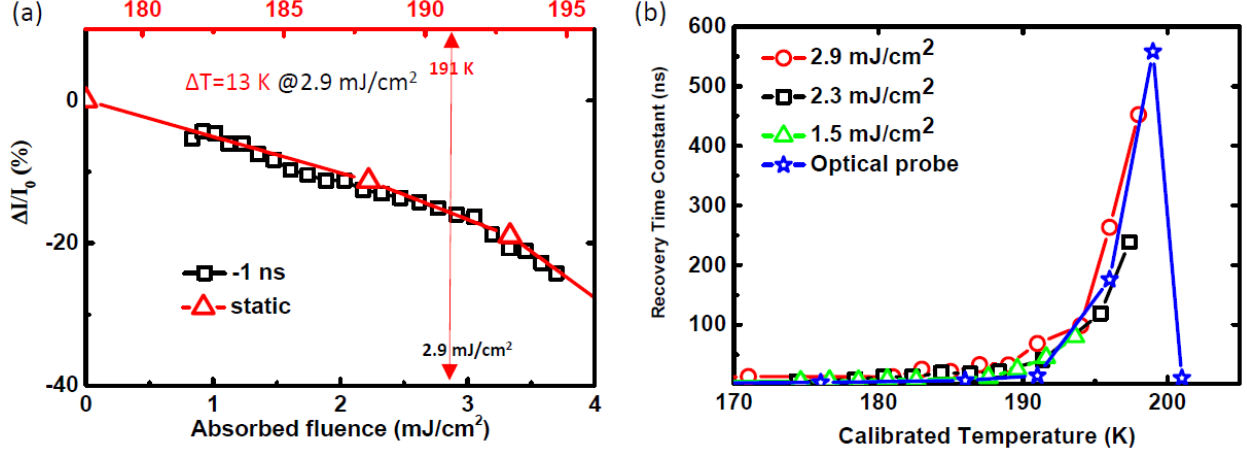 (a)
180 185 190 195
ΔT=13 K @2.9 mJ/cm²
191 K
0
-20
-40
ΔI/I₀ (%)
-1 ns
static
2.9 mJ/cm²
0 1 2 3 4
Absorbed fluence (mJ/cm²)
(b)
600
500
400
300
200
100
Recovery Time Constant (ns)
2.9 mJ/cm²
2.3 mJ/cm²
1.5 mJ/cm²
Optical probe
170 180 190 200
Calibrated Temperature (K)